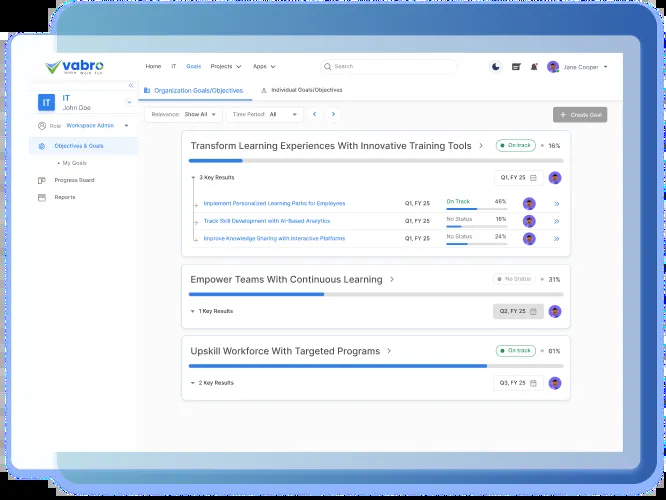 vabro
Make Work Fun
Home IT Goals Projects Apps Search Jane Cooper
IT
John Doe
Role Workspace Admin
Objectives & Goals
My Goals
Progress Board
Reports
Organization Goals/Objectives Individual Goals/Objectives
Relevance: Show All Time Period: All + Create Goal
Transform Learning Experiences With Innovative Training Tools On track 16%
3 Key Results Q1, FY 25
Implement Personalized Learning Paths for Employees Q1, FY 25 On Track 46%
Track Skill Development with AI-Based Analytics Q1, FY 25 No Status 16%
Improve Knowledge Sharing with Interactive Platforms Q1, FY 25 No Status 24%
Empower Teams With Continuous Learning No Status 31%
1 Key Results Q2, FY 25
Upskill Workforce With Targeted Programs On track 61%
2 Key Results Q3, FY 25